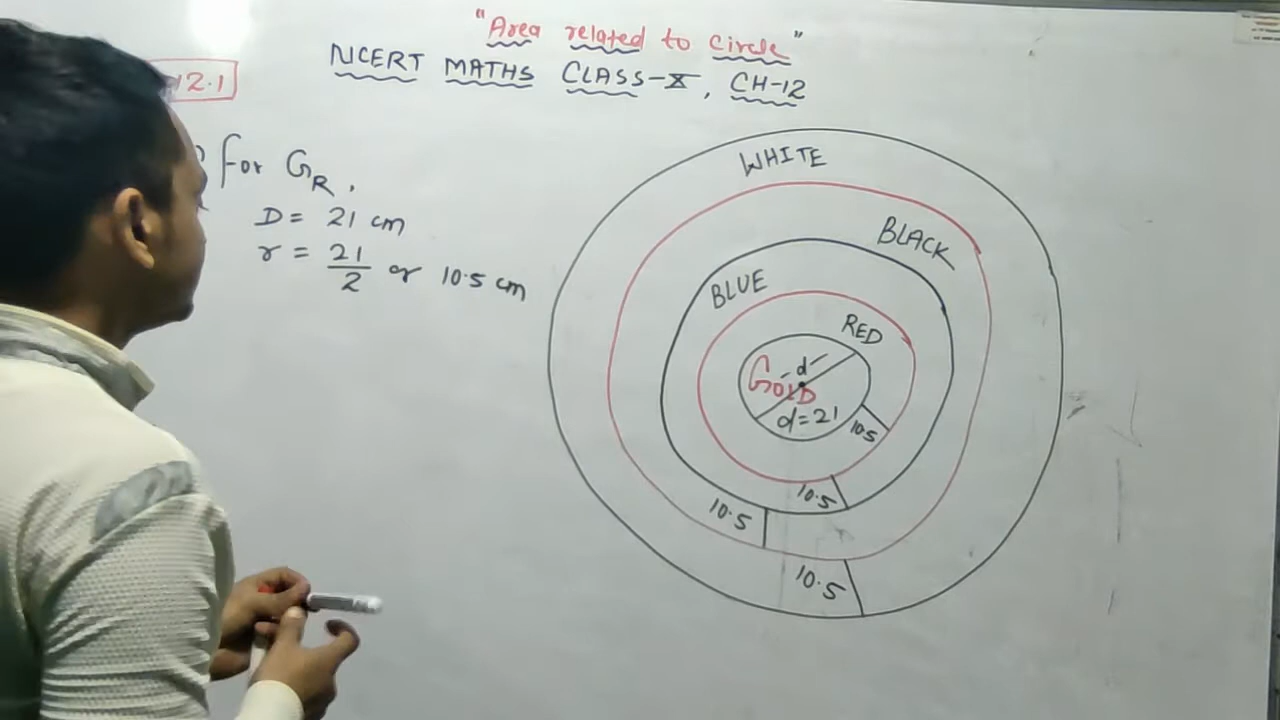 "Area related to circle"
NCERT MATHS CLASS-X, CH-12
12.1
for GR,
D = 21 cm
r = 21/2 or 10.5 cm
WHITE
BLACK
BLUE
RED
d
GOLD
d=21
10.5
10.5
10.5
10.5